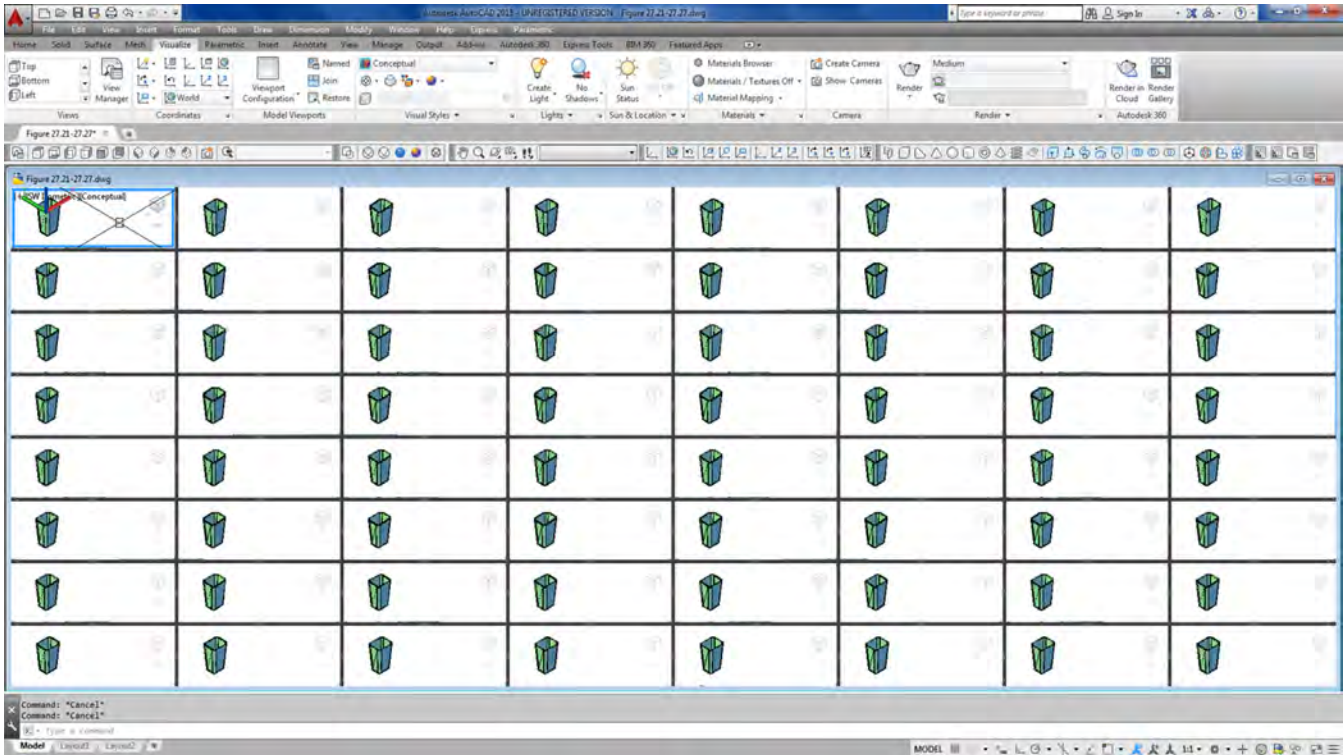 Autodesk AutoCAD 2015 - UNREGISTERED VERSION Figure 27.21-27.27.dwg
Type a keyword or phrase
Sign In
File Edit View Insert Format Tools Draw Dimension Modify Window Help Express Parametric
Home Solid Surface Mesh Visualize Parametric Insert Annotate View Manage Output Add-ins Autodesk 360 Express Tools BIM 360 Featured Apps
Top
Bottom
Left
View Manager
World
Viewport Configuration
Named
Join
Restore
Conceptual
Create Light
No Shadows
Sun Status
Materials Browser
Materials / Textures Off
Material Mapping
Create Camera
Show Cameras
Render
Medium
Render in Cloud
Render Gallery
Views
Coordinates
Model Viewports
Visual Styles
Lights
Sun & Location
Materials
Camera
Render
Autodesk 360
Figure 27.21-27.27*
Figure 27.21-27.27.dwg
[Conceptual]
Command: *Cancel*
Command: *Cancel*
Type a command
Model Layout1 Layout2
MODEL
1:1